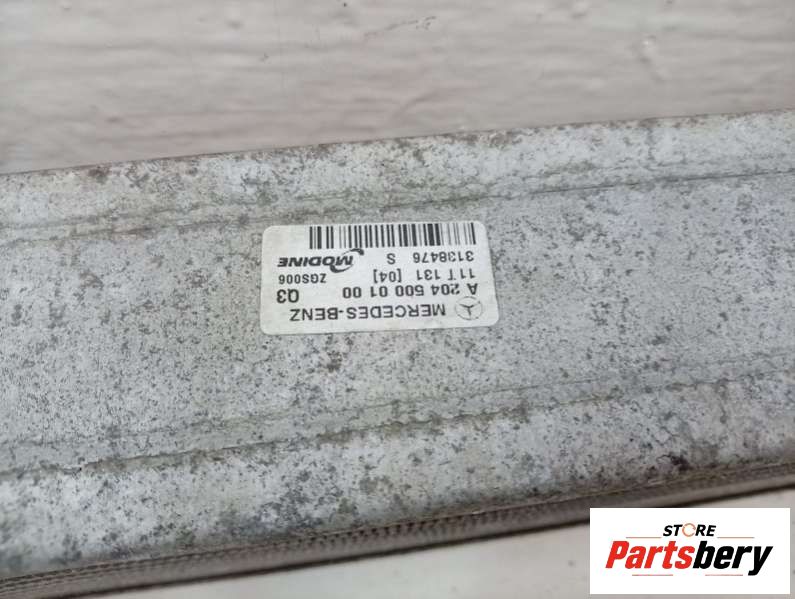 MERCEDES-BENZ
A 204 500 01 00 Q3
11T 131 [04] ZGS006
3138476 S MODINE
STORE
Partsbery